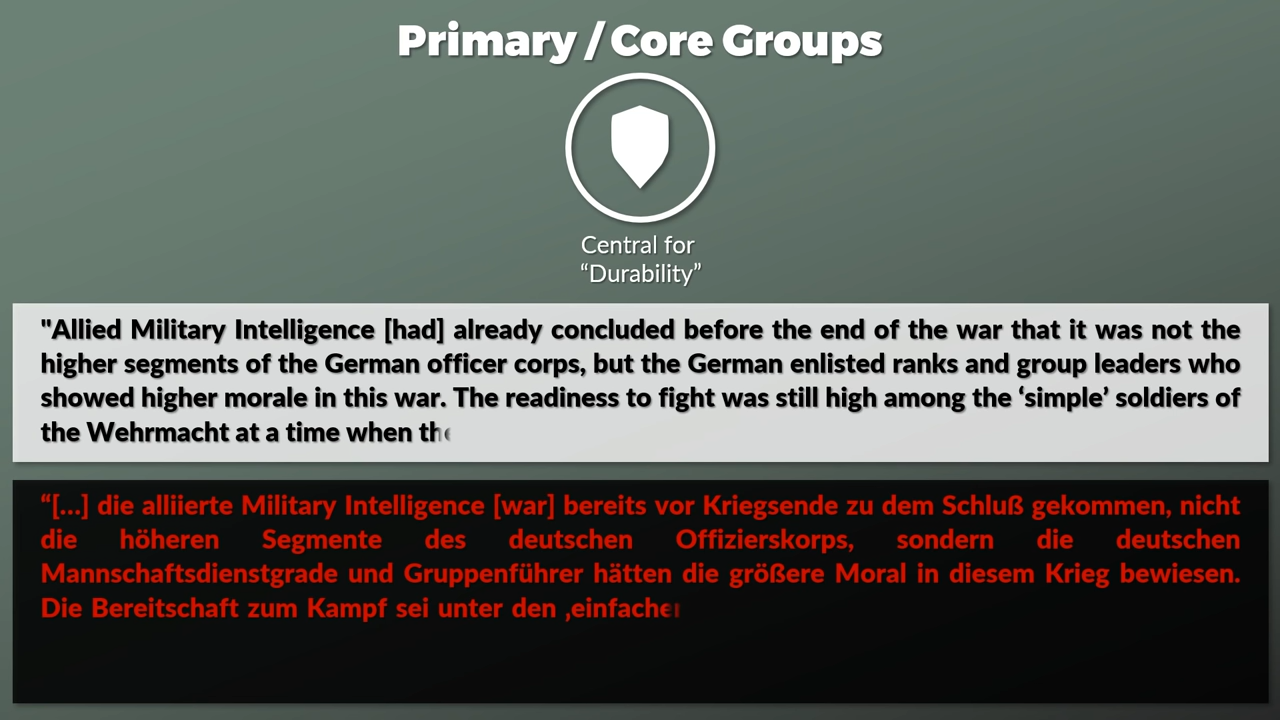 Primary / Core Groups
Central for
“Durability”
"Allied Military Intelligence [had] already concluded before the end of the war that it was not the
higher segments of the German officer corps, but the German enlisted ranks and group leaders who
showed higher morale in this war. The readiness to fight was still high among the ‘simple’ soldiers of
the Wehrmacht at a time when the
“[...] die alliierte Military Intelligence [war] bereits vor Kriegsende zu dem Schluß gekommen, nicht
die höheren Segmente des deutschen Offizierskorps, sondern die deutschen
Mannschaftsdienstgrade und Gruppenführer hätten die größere Moral in diesem Krieg bewiesen.
Die Bereitschaft zum Kampf sei unter den ‚einfachen